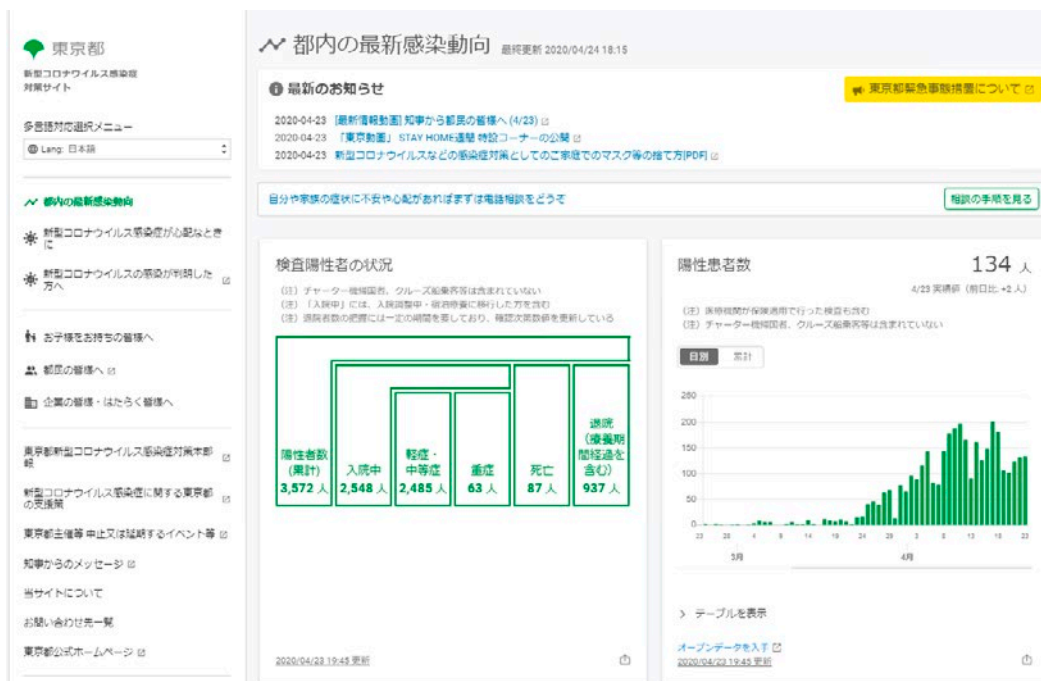 東京都
新型コロナウイルス感染症
対策サイト
多言語対応選択メニュー
Lang: 日本語
都内の最新感染動向
新型コロナウイルス感染症が心配なとき
に
新型コロナウイルスの感染が判明した
方へ
お子様をお持ちの皆様へ
都民の皆様へ
企業の皆様・はたらく皆様へ
東京都新型コロナウイルス感染症対策本部
報
新型コロナウイルス感染症に関する東京都
の支援策
東京都主催等 中止又は延期するイベント等
知事からのメッセージ
当サイトについて
お問い合わせ先一覧
東京都公式ホームページ
都内の最新感染動向 最終更新 2020/04/24 18:15
最新のお知らせ
東京都緊急事態措置について
2020-04-23 [最新情報動画] 知事から都民の皆様へ (4/23)
2020-04-23 「東京動画」 STAY HOME週間 特設コーナーの公開
2020-04-23 新型コロナウイルスなどの感染症対策としてのご家庭でのマスク等の捨て方[PDF]
自分や家族の症状に不安や心配があればまずは電話相談をどうぞ
相談の手順を見る
検査陽性者の状況
(注) チャーター機帰国者、クルーズ船乗客等は含まれていない
(注) 「入院中」には、入院調整中・宿泊療養に移行した方を含む
(注) 退院者数の把握には一定の期間を要しており、確認次第数値を更新している
陽性者数
(累計)
3,572 人
入院中
2,548 人
軽症・
中等症
2,485 人
重症
63 人
死亡
87 人
退院
(療養期
間経過を
含む)
937 人
2020/04/23 19:45 更新
陽性患者数
134 人
4/23 実績値 (前日比: +2 人)
(注) 医療機関が保険適用で行った検査も含む
(注) チャーター機帰国者、クルーズ船乗客等は含まれていない
日別 累計
250
200
150
100
50
0
23 28 4 9 14 19 24 29 3 8 13 18 23
3月 4月
テーブルを表示
オープンデータを入手
2020/04/23 19:45 更新